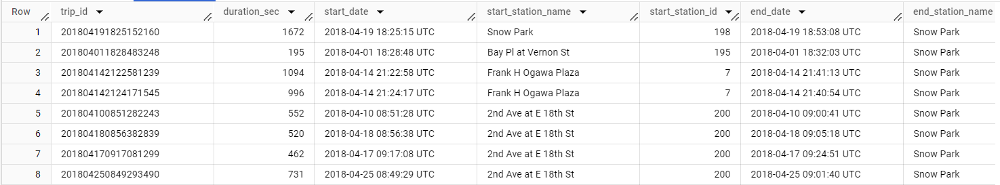 Row trip_id duration_sec start_date start_station_name start_station_id end_date end_station_name
1 201804191825152160 1672 2018-04-19 18:25:15 UTC Snow Park 198 2018-04-19 18:53:08 UTC Snow Park
2 201804011828483248 195 2018-04-01 18:28:48 UTC Bay Pl at Vernon St 195 2018-04-01 18:32:03 UTC Snow Park
3 201804142122581239 1094 2018-04-14 21:22:58 UTC Frank H Ogawa Plaza 7 2018-04-14 21:41:13 UTC Snow Park
4 201804142124171545 996 2018-04-14 21:24:17 UTC Frank H Ogawa Plaza 7 2018-04-14 21:40:54 UTC Snow Park
5 201804100851282243 552 2018-04-10 08:51:28 UTC 2nd Ave at E 18th St 200 2018-04-10 09:00:41 UTC Snow Park
6 201804180856382839 520 2018-04-18 08:56:38 UTC 2nd Ave at E 18th St 200 2018-04-18 09:05:18 UTC Snow Park
7 201804170917081299 462 2018-04-17 09:17:08 UTC 2nd Ave at E 18th St 200 2018-04-17 09:24:51 UTC Snow Park
8 201804250849293490 731 2018-04-25 08:49:29 UTC 2nd Ave at E 18th St 200 2018-04-25 09:01:40 UTC Snow Park